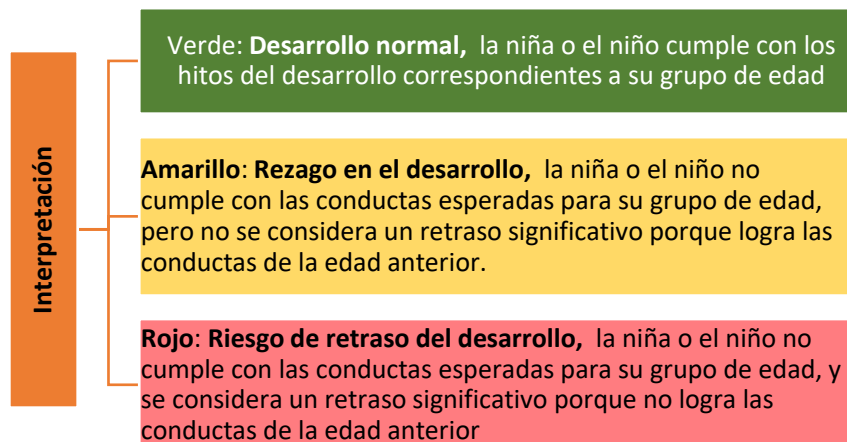 Interpretación
Verde: Desarrollo normal, la niña o el niño cumple con los
hitos del desarrollo correspondientes a su grupo de edad
Amarillo: Rezago en el desarrollo, la niña o el niño no
cumple con las conductas esperadas para su grupo de edad,
pero no se considera un retraso significativo porque logra las
conductas de la edad anterior.
Rojo: Riesgo de retraso del desarrollo, la niña o el niño no
cumple con las conductas esperadas para su grupo de edad, y
se considera un retraso significativo porque no logra las
conductas de la edad anterior